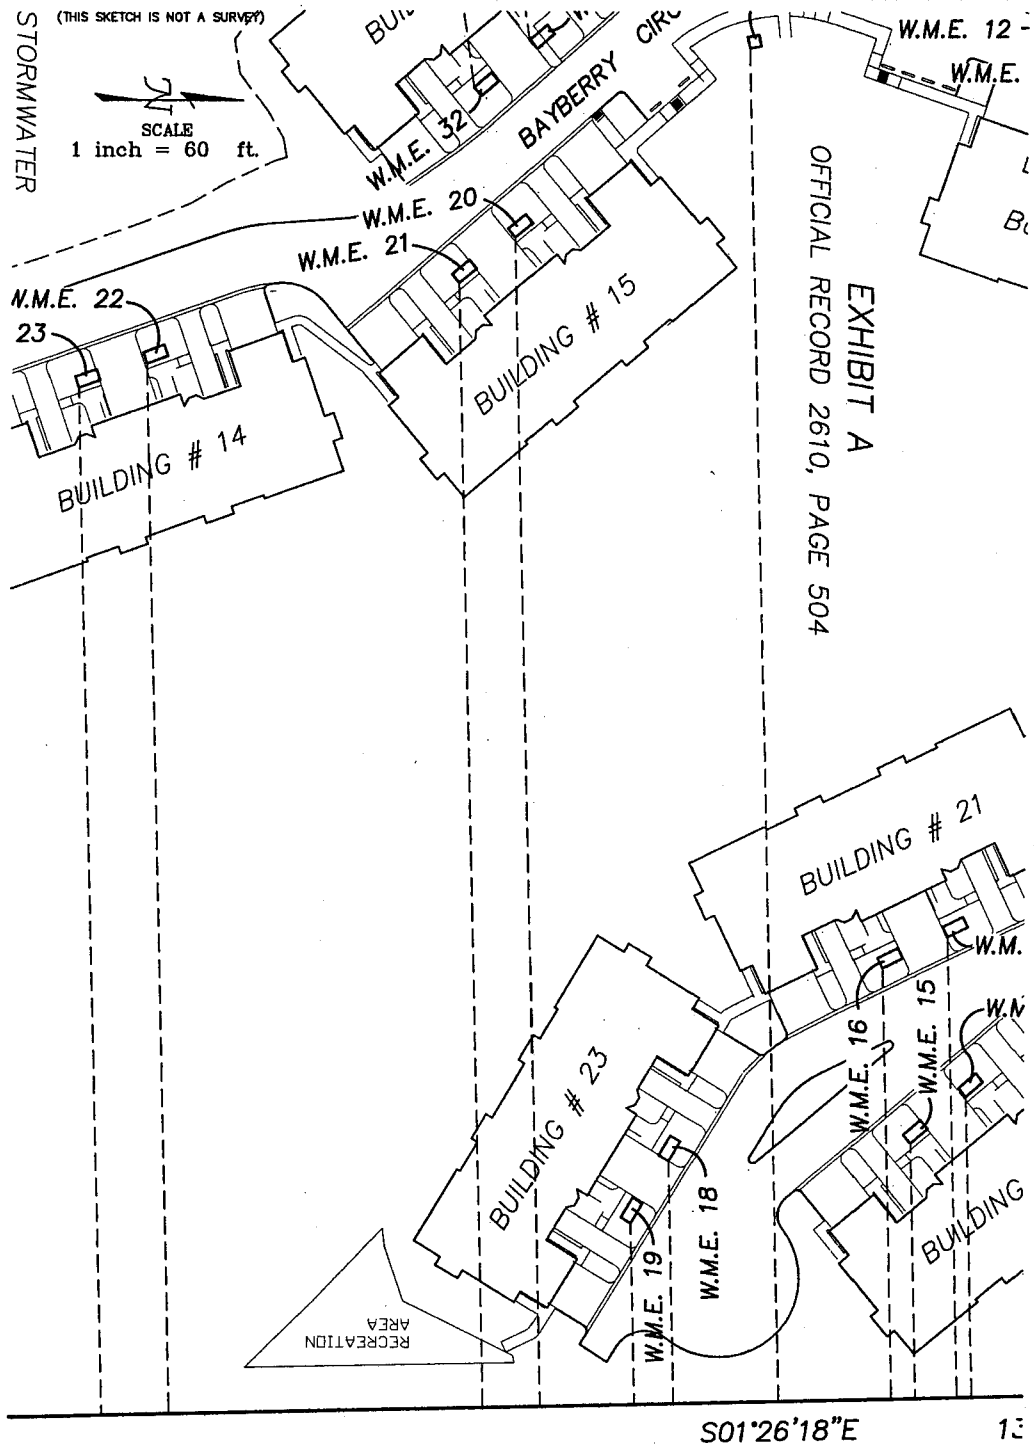 (THIS SKETCH IS NOT A SURVEY)
STORMWATER
N
SCALE
1 inch = 60 ft.
W.M.E. 32
BAYBERRY
W.M.E. 12 -
W.M.E.
W.M.E. 20
W.M.E. 21
W.M.E. 22
23
BUILDING # 15
BUILDING # 14
EXHIBIT A
OFFICIAL RECORD 2610, PAGE 504
BUILDING # 21
W.M.E. 16
W.M.E. 15
BUILDING # 23
W.M.E. 18
W.M.E. 19
BUILDING
RECREATION
AREA
S01°26'18"E